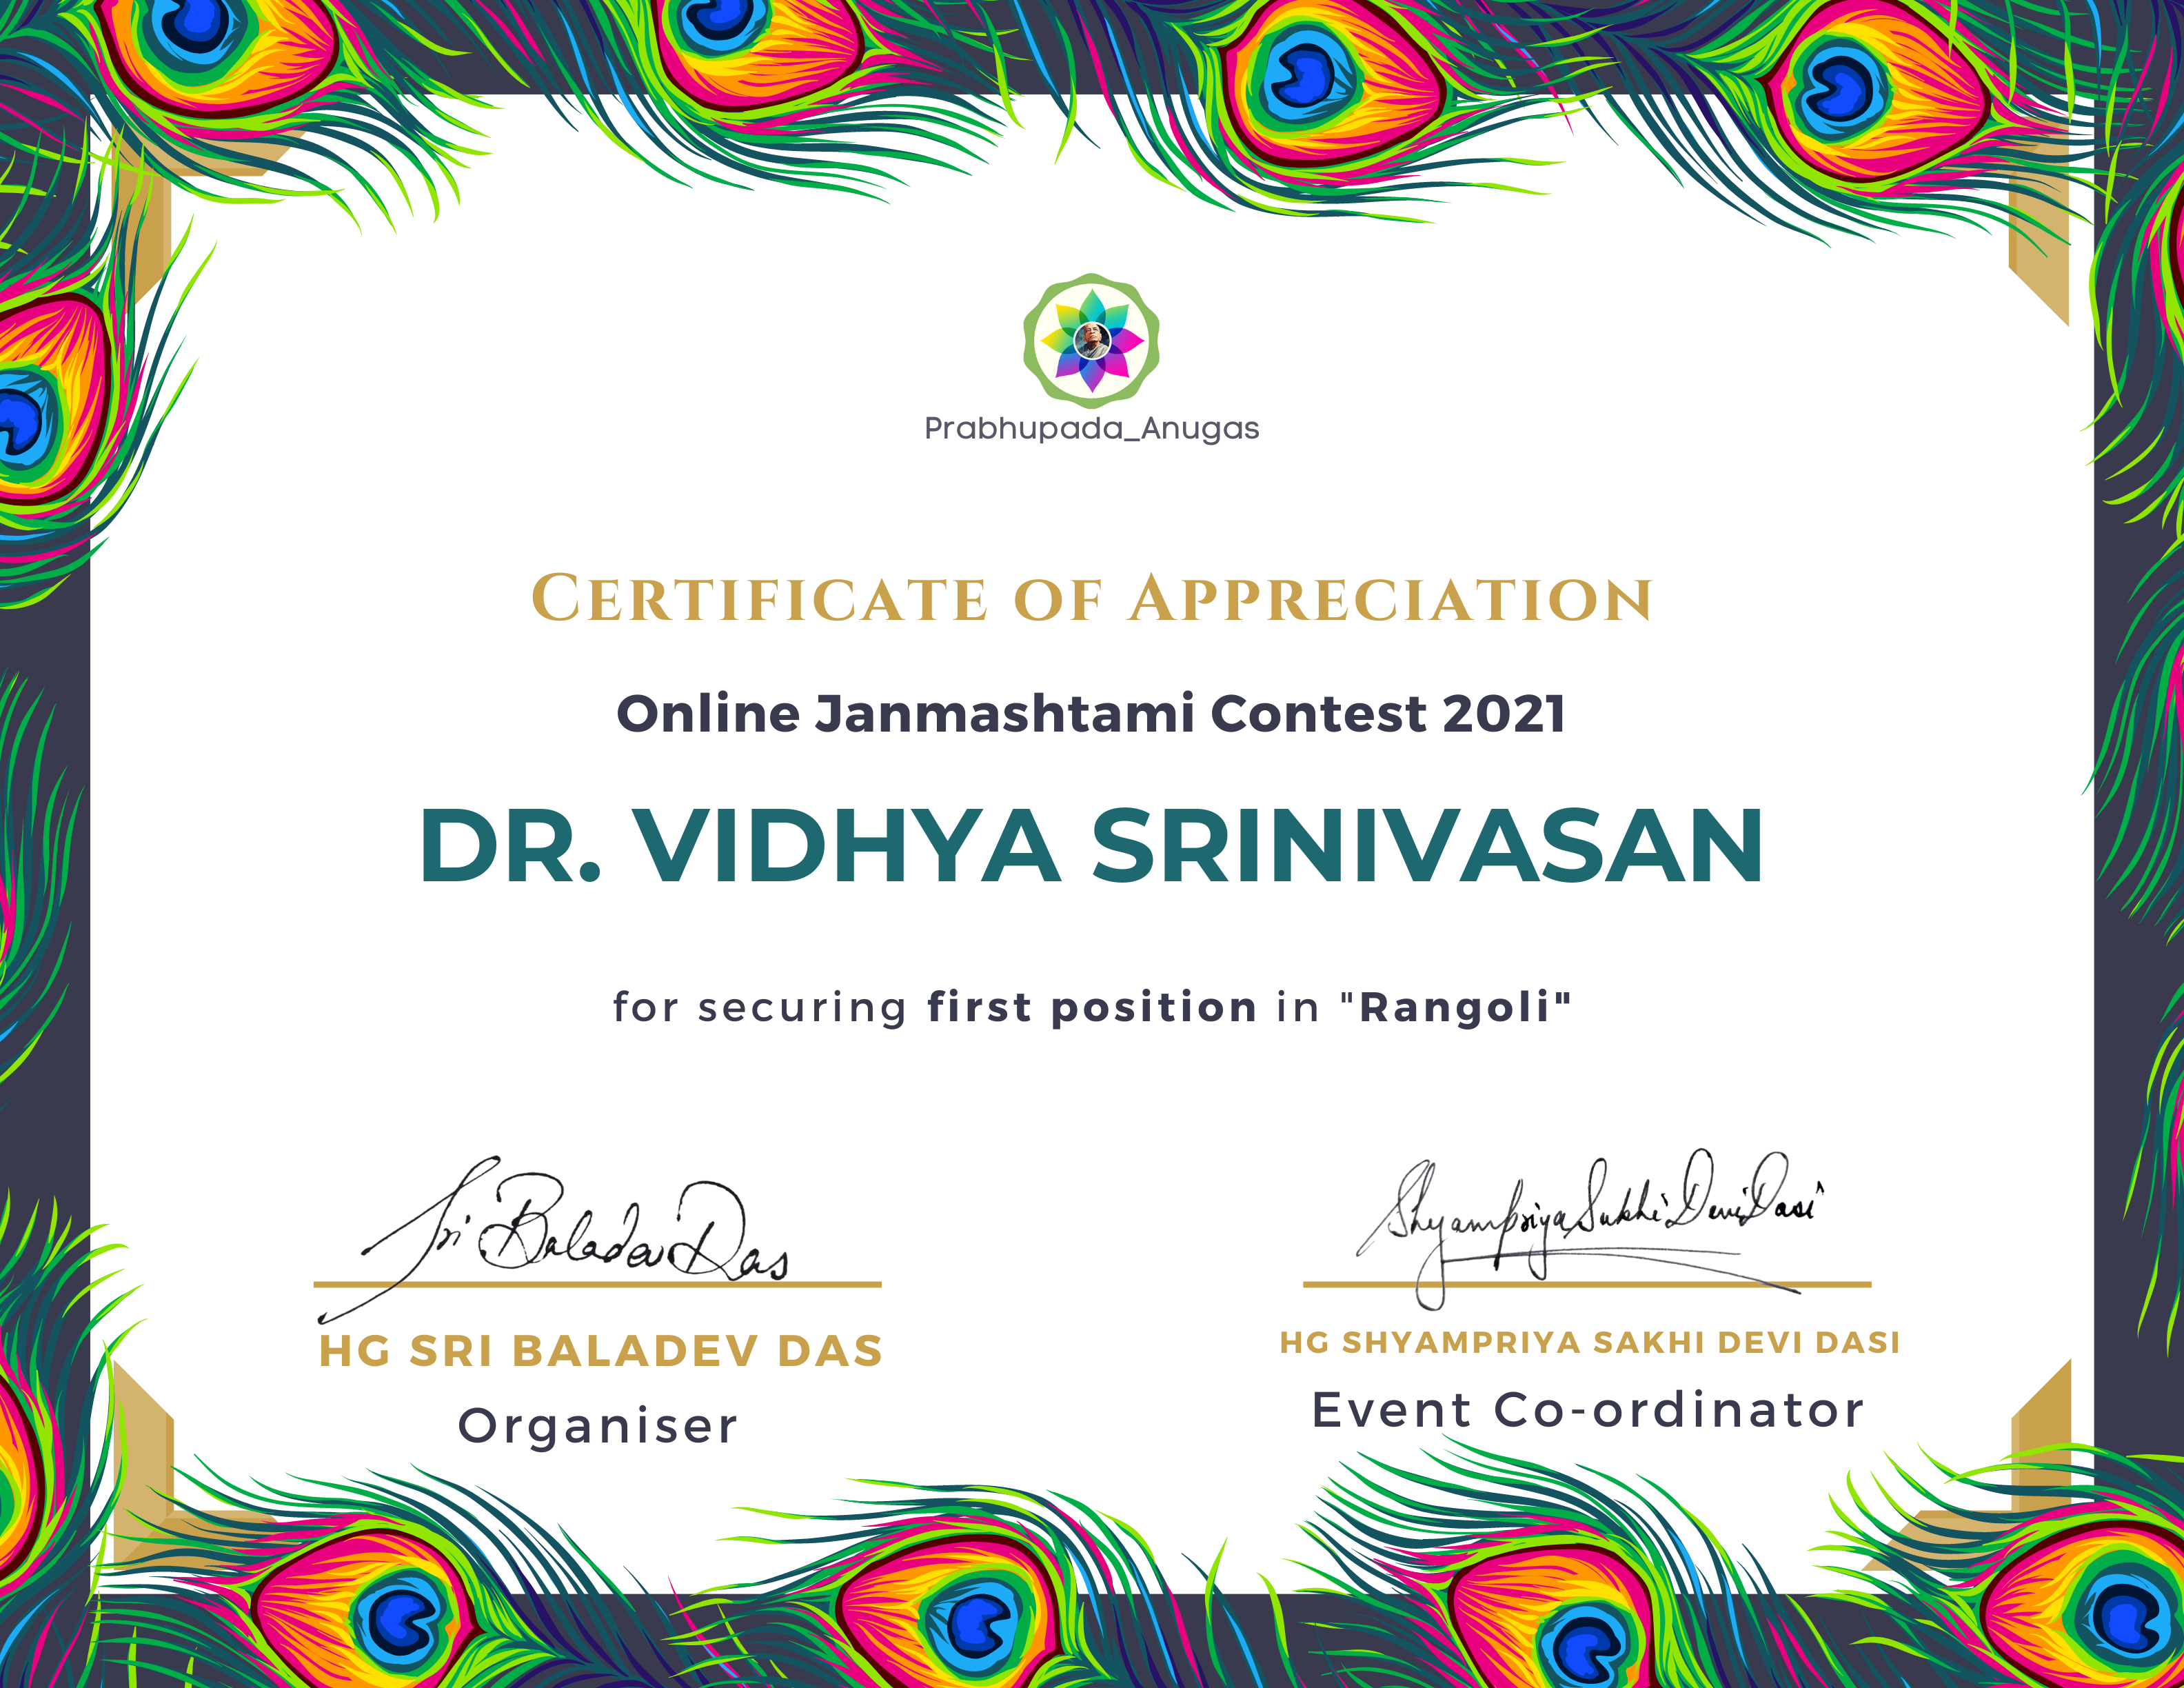 Prabhupada_Anugas
Certificate of Appreciation
Online Janmashtami Contest 2021
DR. VIDHYA SRINIVASAN
for securing first position in "Rangoli"
Sri Baladev Das
Shyampriya Sakhi Devi Dasi
HG SRI BALADEV DAS
HG SHYAMPRIYA SAKHI DEVI DASI
Organiser
Event Co-ordinator